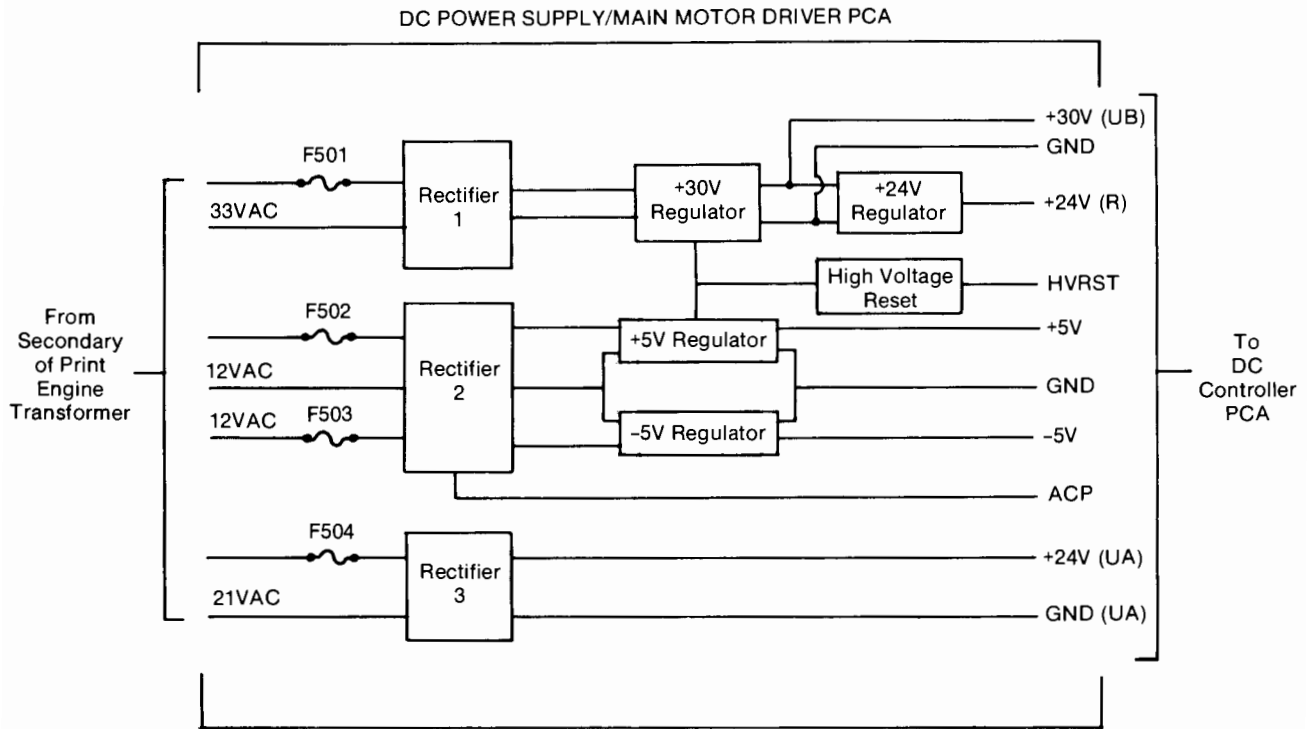 DC POWER SUPPLY/MAIN MOTOR DRIVER PCA
+30V (UB)
GND
F501
33VAC
Rectifier
1
+30V
Regulator
+24V
Regulator
+24V (R)
High Voltage
Reset
HVRST
From
Secondary
of Print
Engine
Transformer
F502
12VAC
12VAC
F503
Rectifier
2
+5V Regulator
+5V
GND
–5V Regulator
–5V
ACP
To
DC
Controller
PCA
F504
21VAC
Rectifier
3
+24V (UA)
GND (UA)